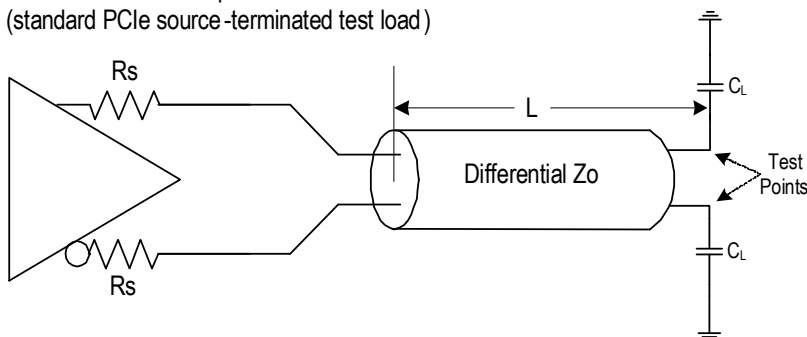 (standard PCIe source-terminated test load)
Rs
CL
L
Differential Zo
Test
Points
Rs
CL